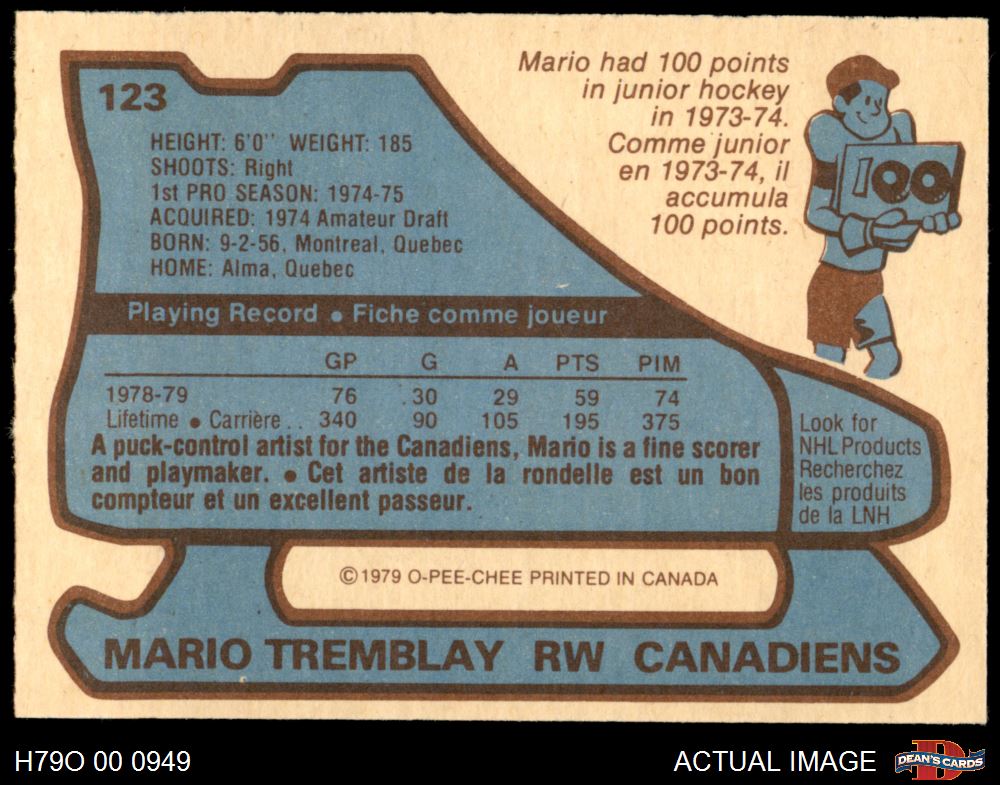 123
HEIGHT: 6'0'' WEIGHT: 185
SHOOTS: Right
1st PRO SEASON: 1974-75
ACQUIRED: 1974 Amateur Draft
BORN: 9-2-56, Montreal, Quebec
HOME: Alma, Quebec
Mario had 100 points
in junior hockey
in 1973-74.
Comme junior
en 1973-74, il
accumula
100 points.
100
Playing Record • Fiche comme joueur
GP G A PTS PIM
1978-79 76 30 29 59 74
Lifetime • Carrière . . 340 90 105 195 375
A puck-control artist for the Canadiens, Mario is a fine scorer
and playmaker. • Cet artiste de la rondelle est un bon
compteur et un excellent passeur.
Look for
NHL Products
Recherchez
les produits
de la LNH
©1979 O-PEE-CHEE PRINTED IN CANADA
MARIO TREMBLAY RW CANADIENS
H79O 00 0949
ACTUAL IMAGE
D
DEAN'S CARDS